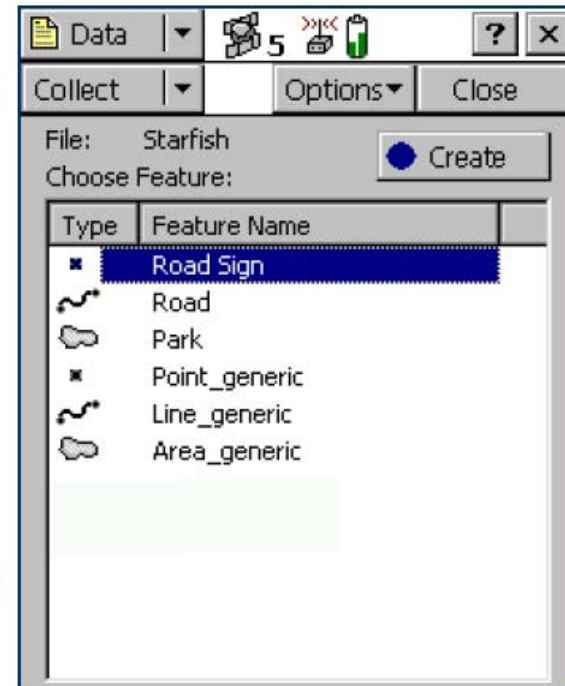 Data 5 ? ×
Collect Options Close
File: Starfish
Create
Choose Feature:
Type Feature Name
Road Sign
Road
Park
Point_generic
Line_generic
Area_generic